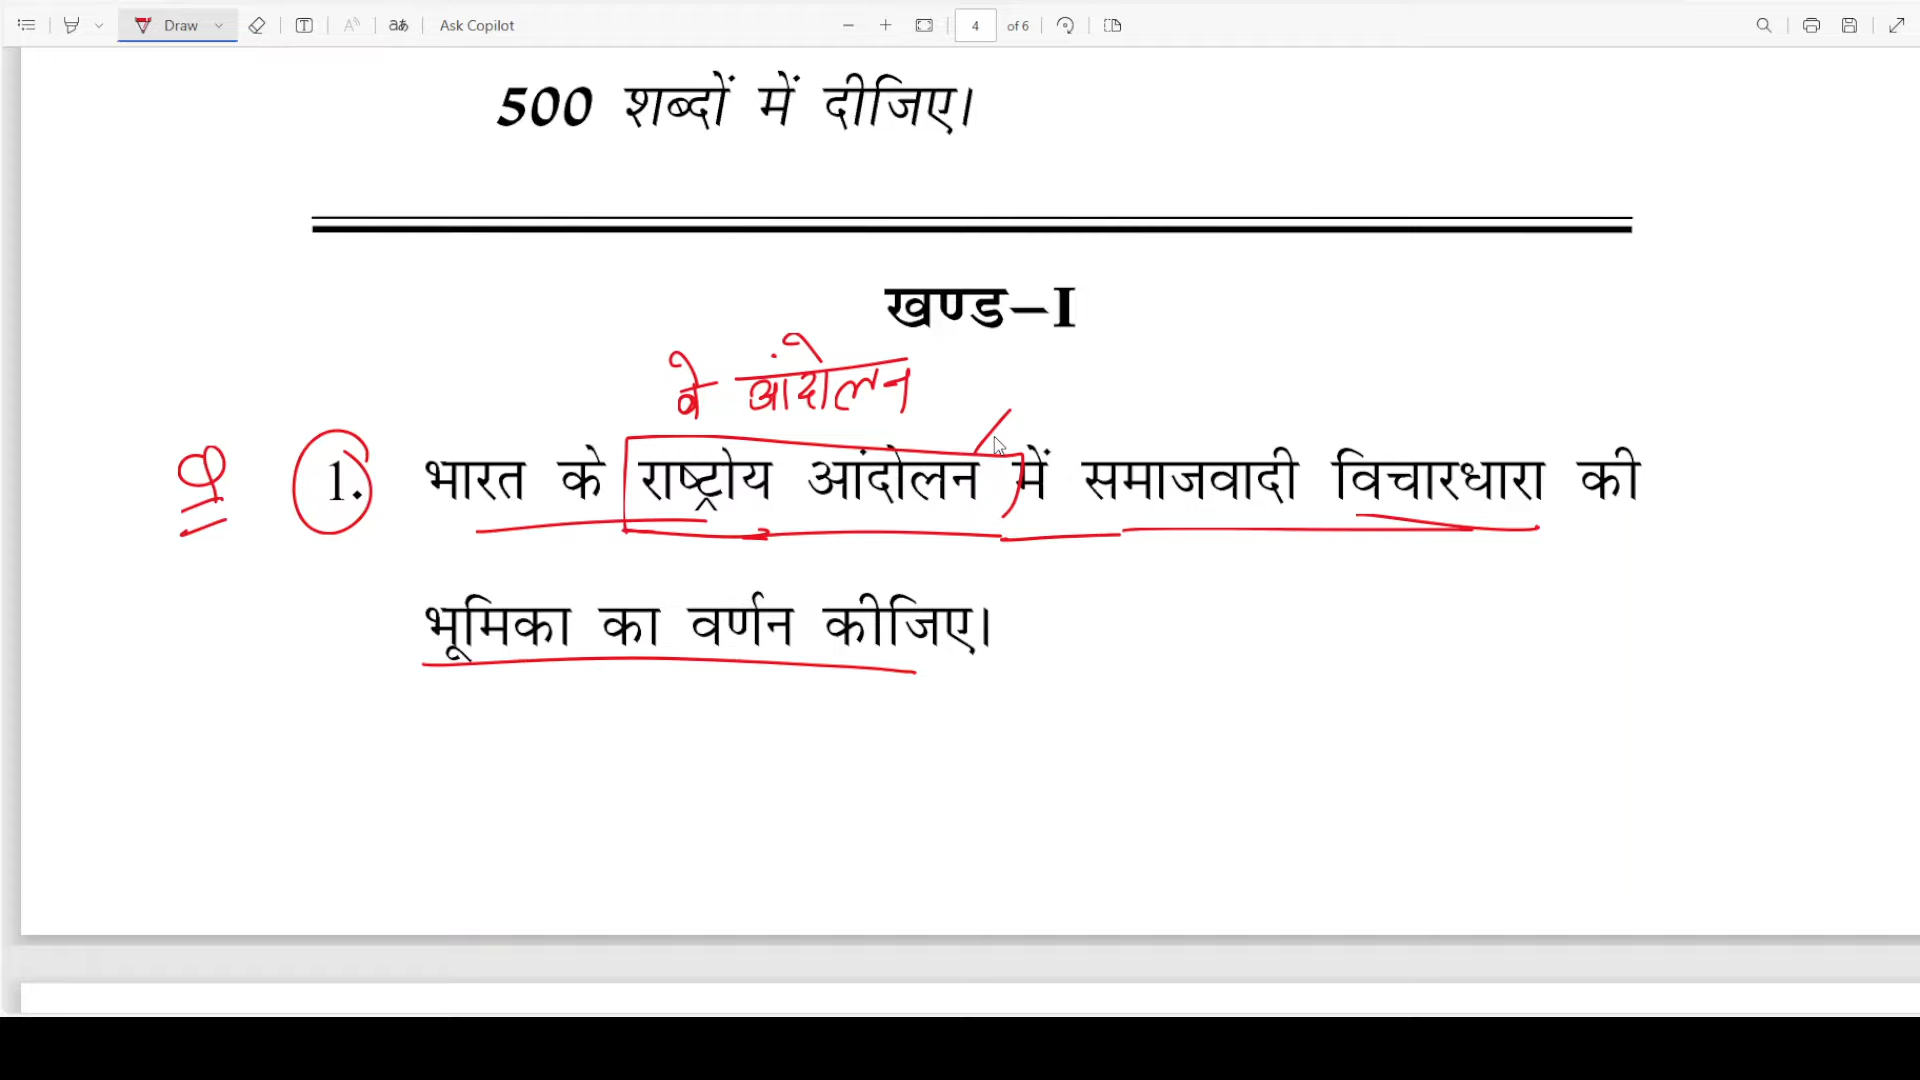 Draw
Ask Copilot
4 of 6
500 शब्दों में दीजिए।
खण्ड–I
वे आंदोलन
Q 1. भारत के राष्ट्रीय आंदोलन में समाजवादी विचारधारा की
भूमिका का वर्णन कीजिए।